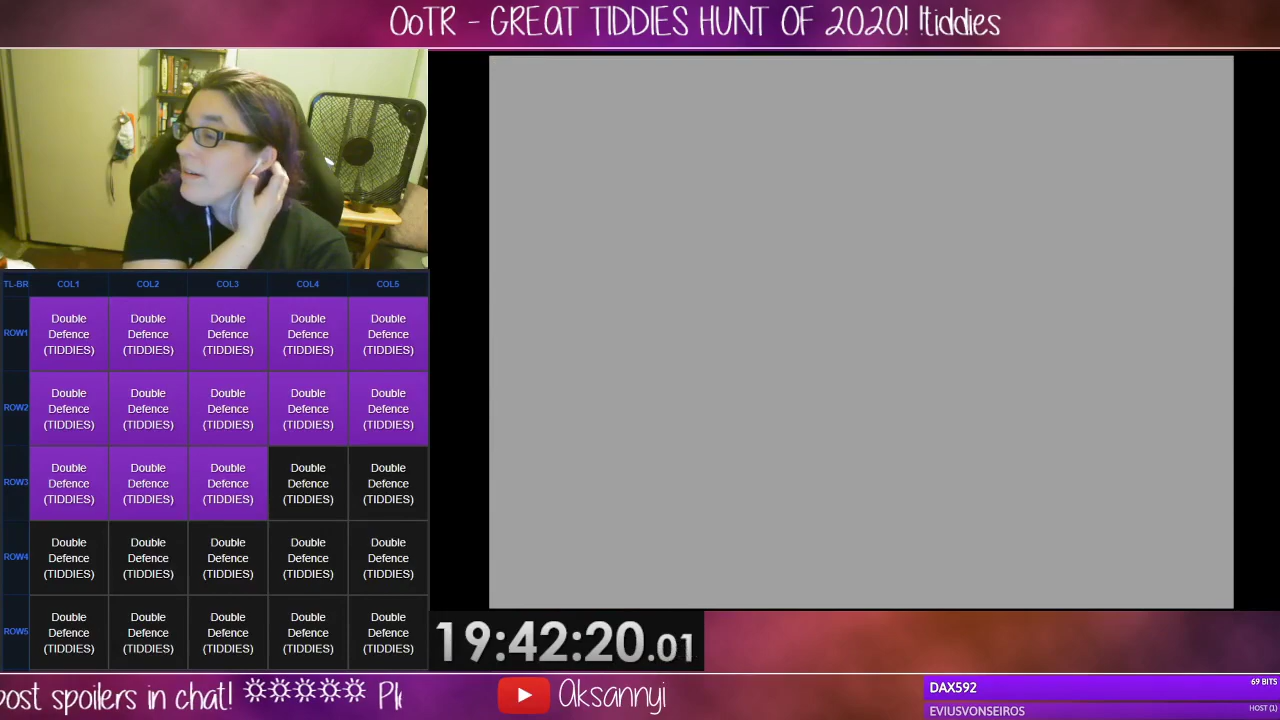 OoTR - GREAT TIDDIES HUNT OF 2020! !tiddies
TL-BR COL1 COL2 COL3 COL4 COL5
ROW1
Double Double Double Double Double
Defence Defence Defence Defence Defence
(TIDDIES) (TIDDIES) (TIDDIES) (TIDDIES) (TIDDIES)
ROW2
Double Double Double Double Double
Defence Defence Defence Defence Defence
(TIDDIES) (TIDDIES) (TIDDIES) (TIDDIES) (TIDDIES)
ROW3
Double Double Double Double Double
Defence Defence Defence Defence Defence
(TIDDIES) (TIDDIES) (TIDDIES) (TIDDIES) (TIDDIES)
ROW4
Double Double Double Double Double
Defence Defence Defence Defence Defence
(TIDDIES) (TIDDIES) (TIDDIES) (TIDDIES) (TIDDIES)
ROW5
Double Double Double Double Double
Defence Defence Defence Defence Defence
(TIDDIES) (TIDDIES) (TIDDIES) (TIDDIES) (TIDDIES)
19:42:20.01
post spoilers in chat! Pl
Aksannyi
DAX592 69 BITS
EVIUSVONSEIROS HOST (1)